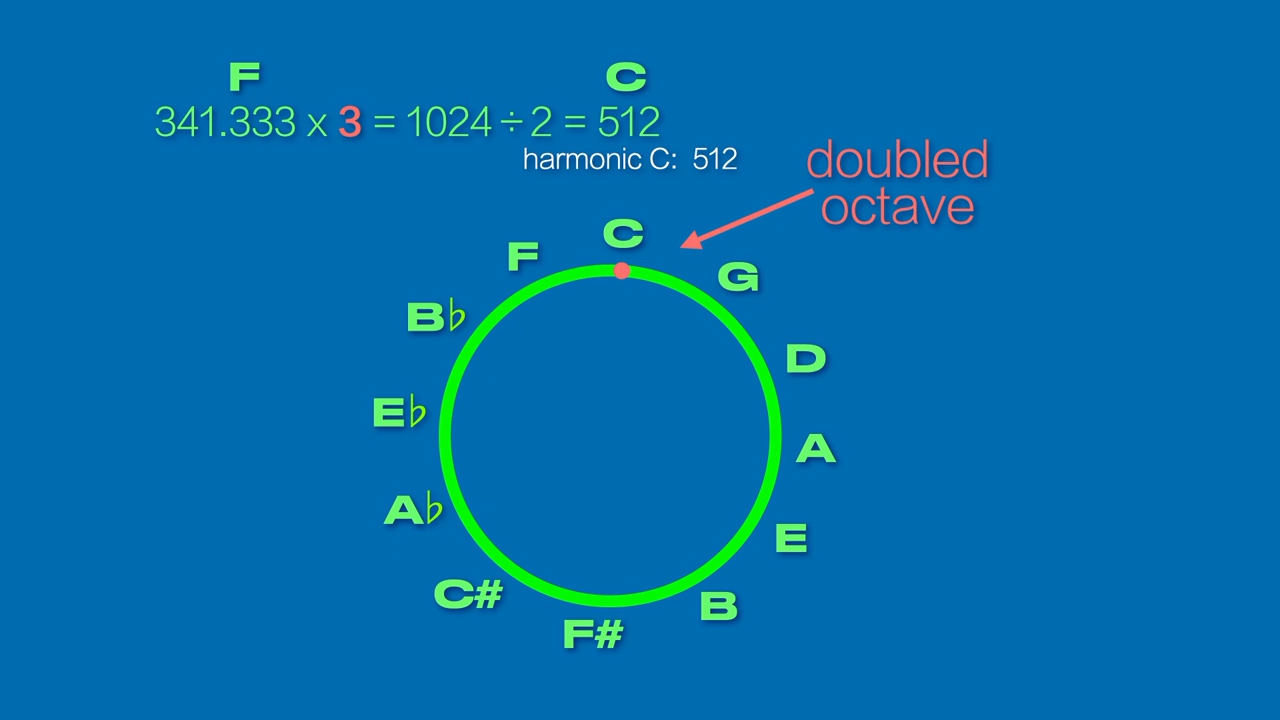 F C
341.333 x 3 = 1024 ÷ 2 = 512
harmonic C: 512
doubled
octave
C
F
G
B♭
D
E♭
A
A♭
E
C#
B
F#